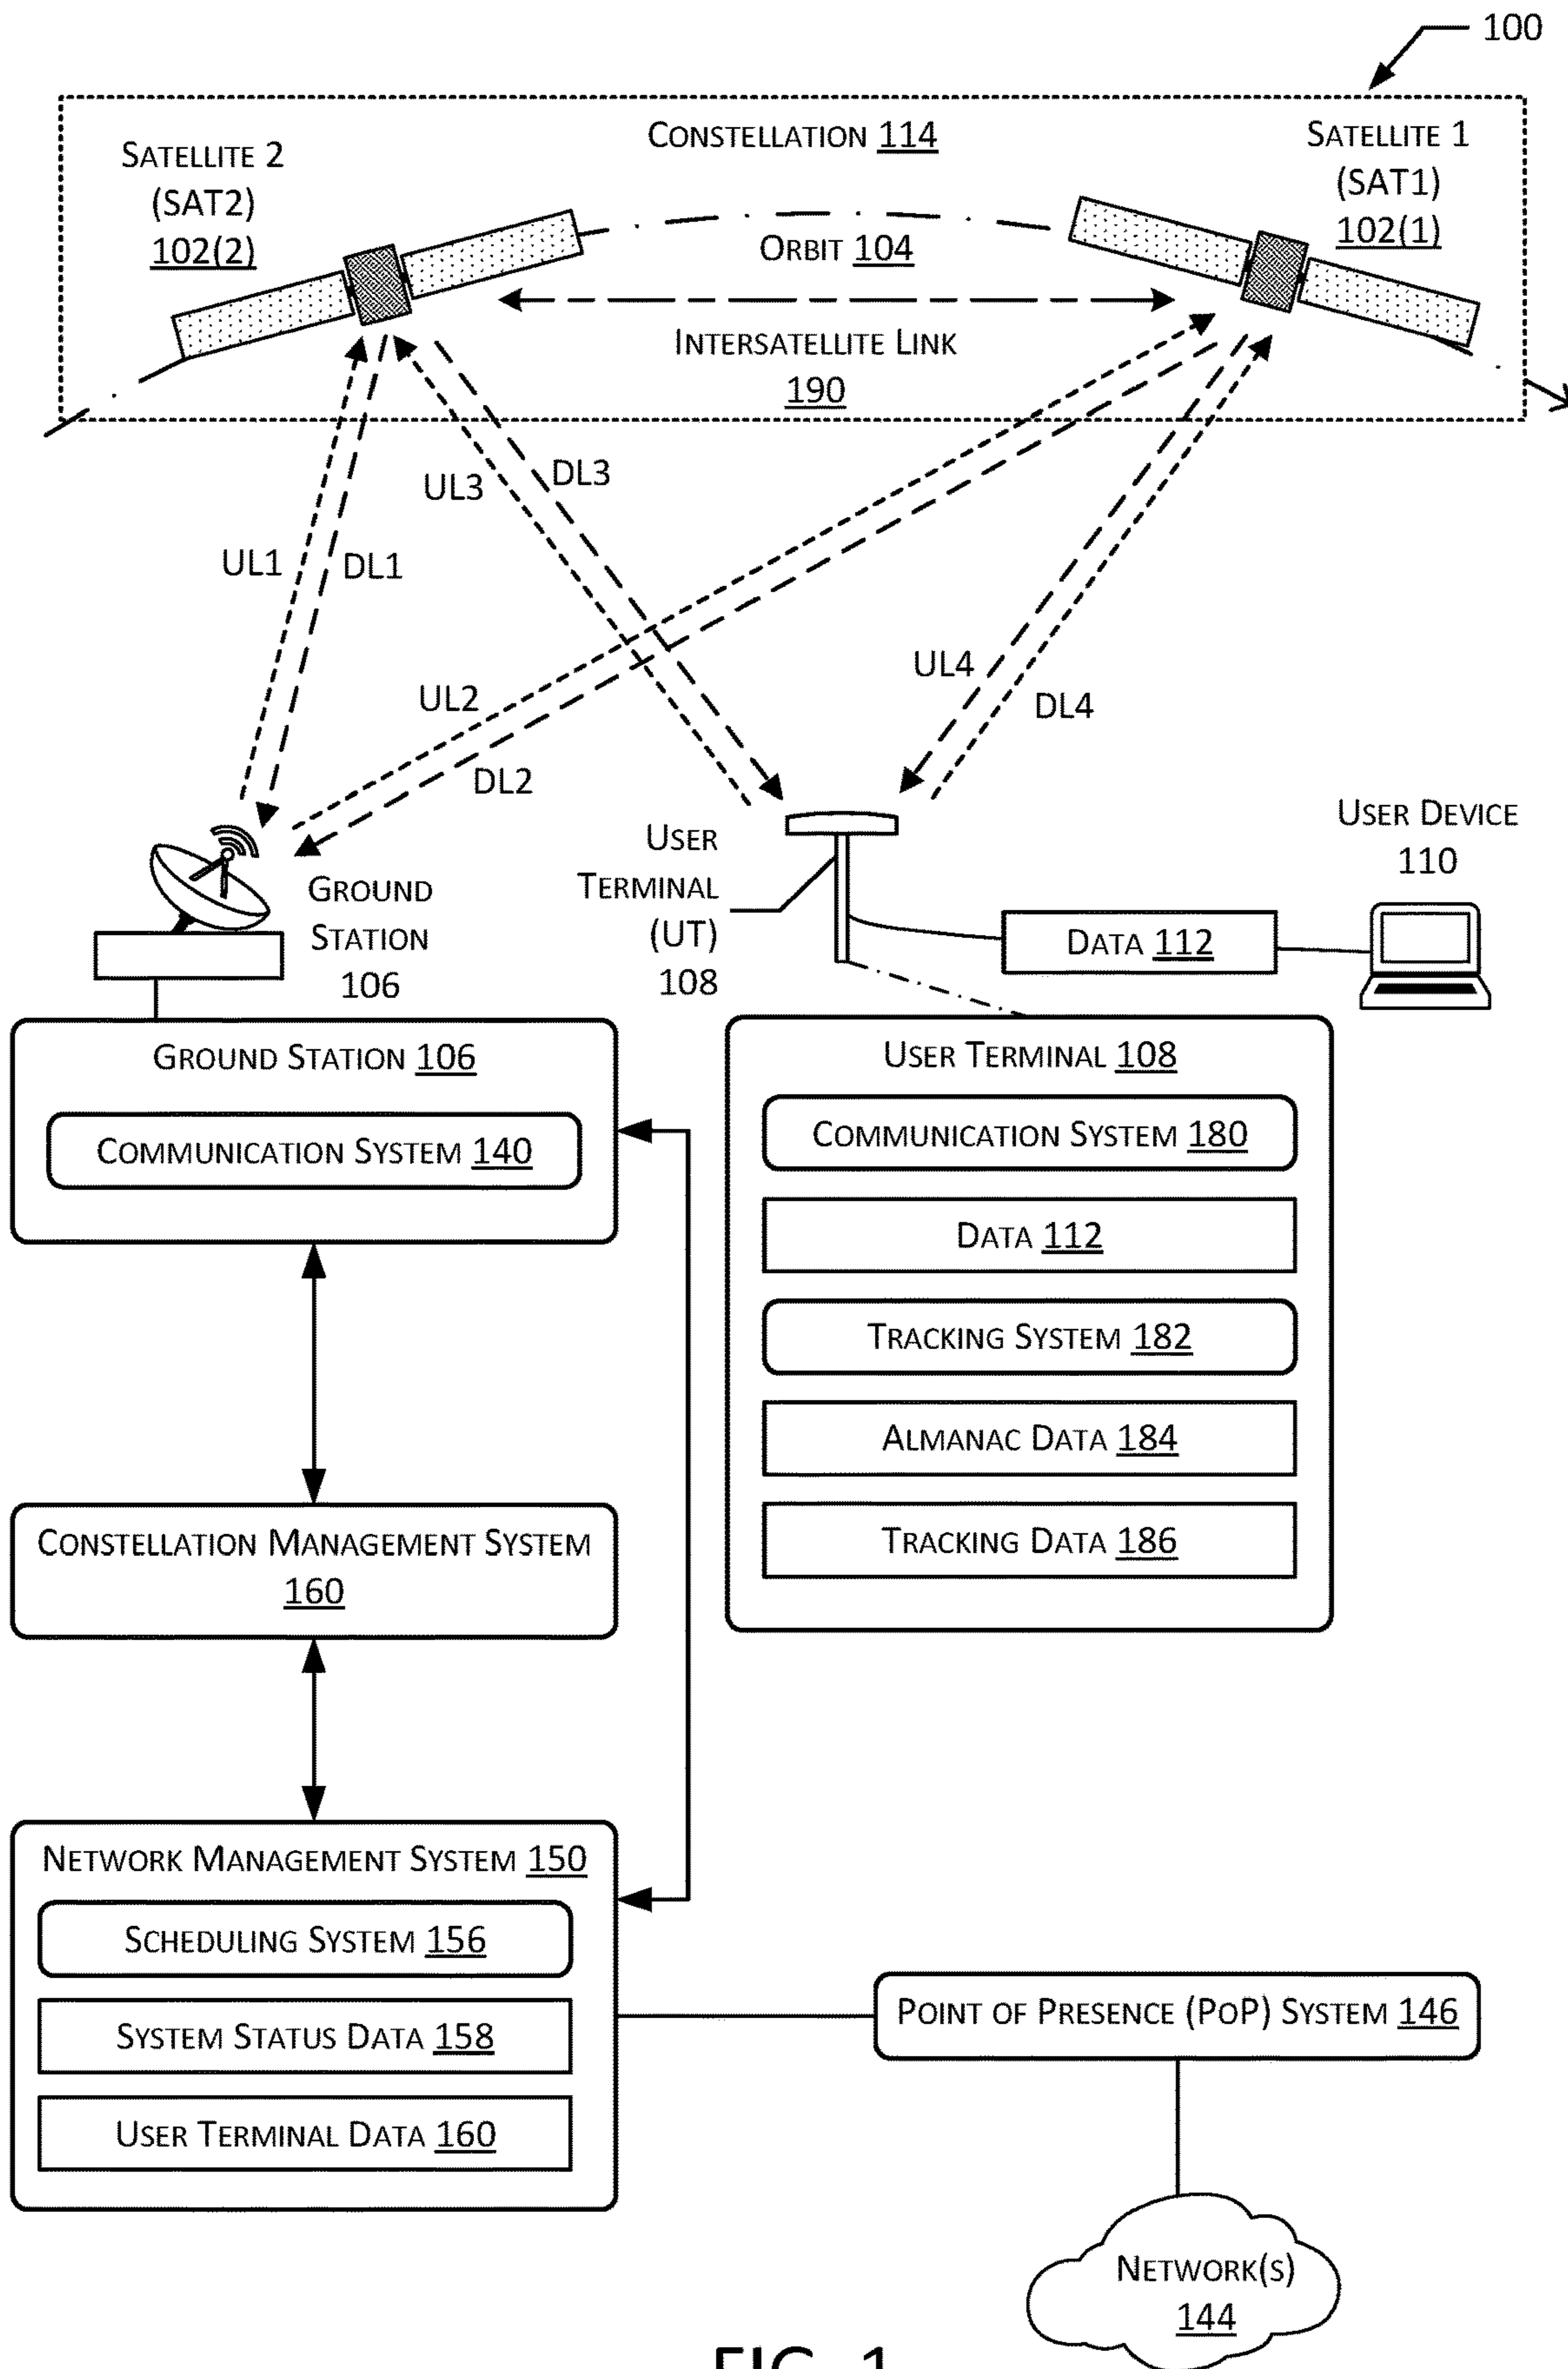 100
CONSTELLATION 114
SATELLITE 2
(SAT2)
102(2)
SATELLITE 1
(SAT1)
102(1)
ORBIT 104
INTERSATELLITE LINK
190
UL3
DL3
UL1
DL1
UL4
UL2
DL4
DL2
USER DEVICE
110
USER
TERMINAL
(UT)
108
GROUND
STATION
106
DATA 112
GROUND STATION 106
COMMUNICATION SYSTEM 140
USER TERMINAL 108
COMMUNICATION SYSTEM 180
DATA 112
TRACKING SYSTEM 182
ALMANAC DATA 184
TRACKING DATA 186
CONSTELLATION MANAGEMENT SYSTEM
160
NETWORK MANAGEMENT SYSTEM 150
SCHEDULING SYSTEM 156
SYSTEM STATUS DATA 158
USER TERMINAL DATA 160
POINT OF PRESENCE (POP) SYSTEM 146
NETWORK(S)
144
FIG. 1